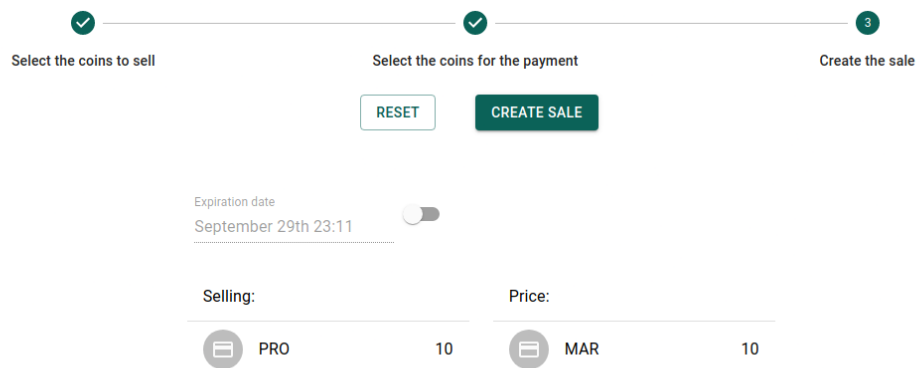 3
Select the coins to sell
Select the coins for the payment
Create the sale
RESET
CREATE SALE
Expiration date
September 29th 23:11
Selling:
Price:
PRO 10
MAR 10